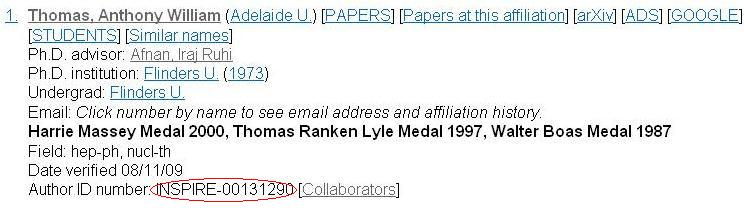 1. Thomas, Anthony William (Adelaide U.) [PAPERS] [Papers at this affiliation] [arXiv] [ADS] [GOOGLE]
[STUDENTS] [Similar names]
Ph.D. advisor: Afnan, Iraj Ruhi
Ph.D. institution: Flinders U. (1973)
Undergrad: Flinders U.
Email: Click number by name to see email address and affiliation history.
Harrie Massey Medal 2000, Thomas Ranken Lyle Medal 1997, Walter Boas Medal 1987
Field: hep-ph, nucl-th
Date verified 08/11/09
Author ID number: INSPIRE-00131290 [Collaborators]